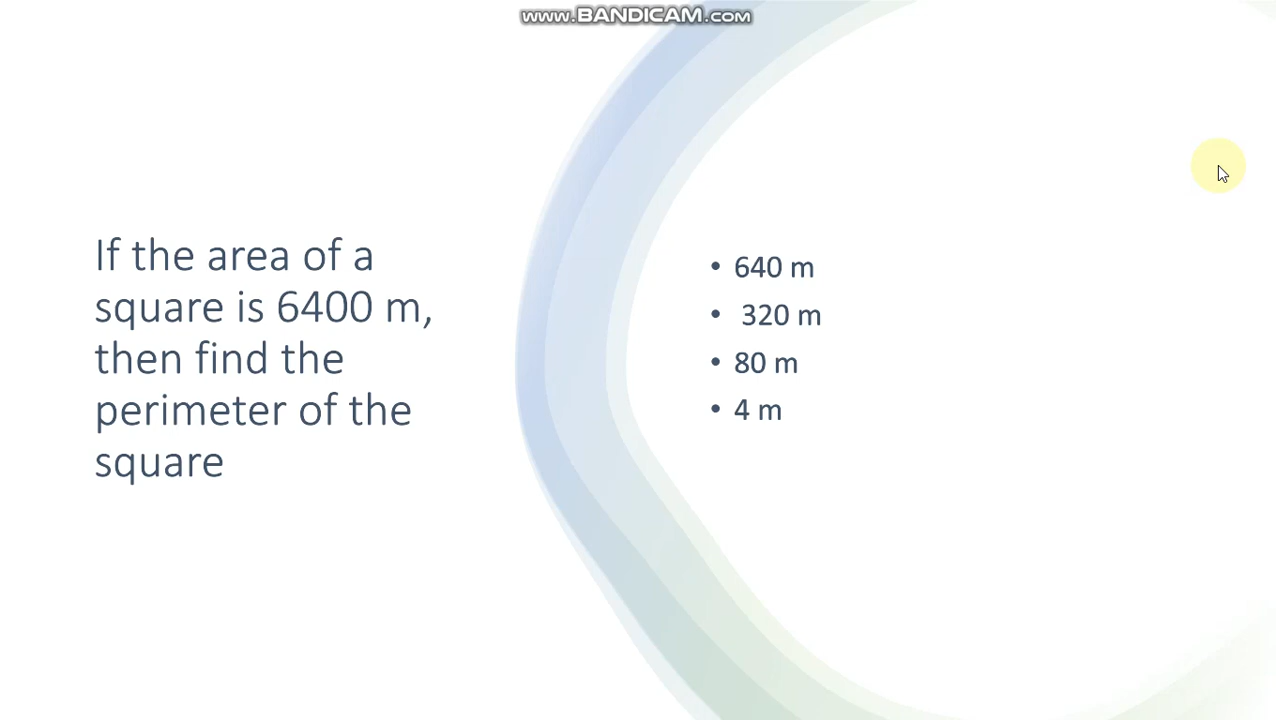 www.BANDICAM.com
If the area of a
square is 6400 m,
then find the
perimeter of the
square
• 640 m
• 320 m
• 80 m
• 4 m